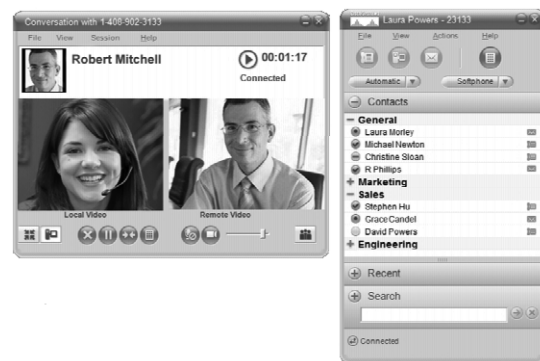 Conversation with 1-408-902-3133
File View Session Help
Robert Mitchell
00:01:17
Connected
Local Video Remote Video
Laura Powers - 23133
File View Actions Help
Automatic Softphone
Contacts
General
Laura Morley
Michael Newton
Christine Sloan
R Phillips
Marketing
Sales
Stephen Hu
Grace Candel
David Powers
Engineering
Recent
Search
Connected